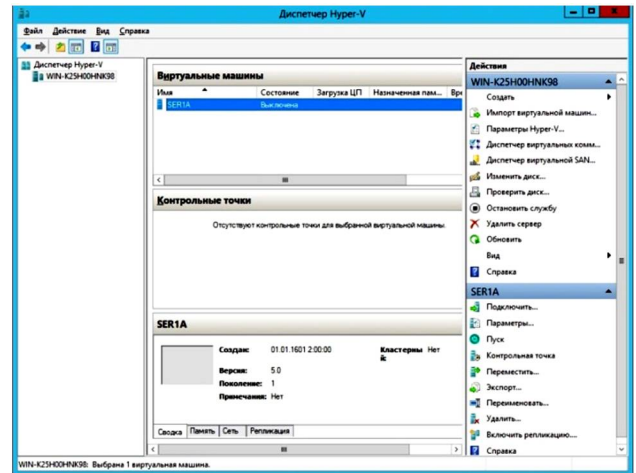 Диспетчер Hyper-V
Файл Действие Вид Справка
Диспетчер Hyper-V
WIN-K25H00HNK98
Виртуальные машины
Имя Состояние Загрузка ЦП Назначенная пам... Вре
SER1A Выключена
Контрольные точки
Отсутствуют контрольные точки для выбранной виртуальной машины.
SER1A
Создан: 01.01.1601 2:00:00 Кластерны Нет
й:
Версия: 5.0
Поколение: 1
Примечания: Нет
Сводка Память Сеть Репликация
Действия
WIN-K25H00HNK98
Создать
Импорт виртуальной машин...
Параметры Hyper-V...
Диспетчер виртуальных комм...
Диспетчер виртуальной SAN...
Изменить диск...
Проверить диск...
Остановить службу
Удалить сервер
Обновить
Вид
Справка
SER1A
Подключить...
Параметры...
Пуск
Контрольная точка
Переместить...
Экспорт...
Переименовать...
Удалить...
Включить репликацию....
Справка
WIN-K25H00HNK98: Выбрана 1 виртуальная машина.